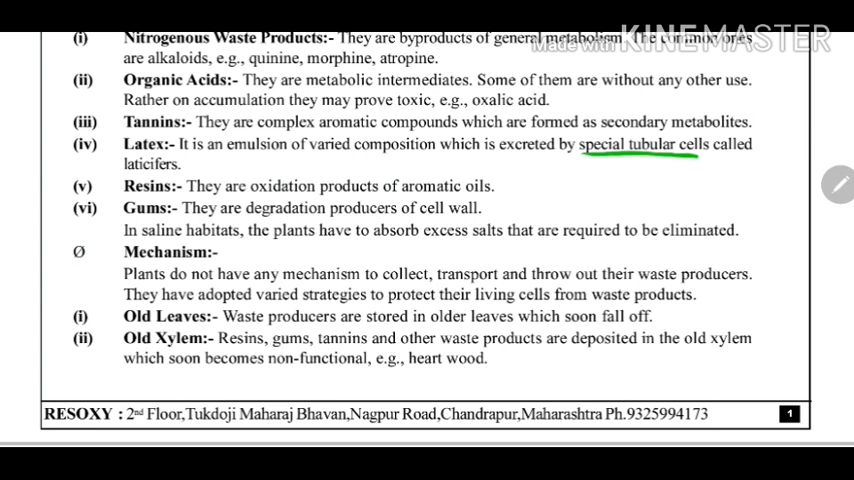 (i) Nitrogenous Waste Products:- They are byproducts of general metabolism. The common ones
Made with KINEMASTER
are alkaloids, e.g., quinine, morphine, atropine.
(ii) Organic Acids:- They are metabolic intermediates. Some of them are without any other use.
Rather on accumulation they may prove toxic, e.g., oxalic acid.
(iii) Tannins:- They are complex aromatic compounds which are formed as secondary metabolites.
(iv) Latex:- It is an emulsion of varied composition which is excreted by special tubular cells called
laticifers.
(v) Resins:- They are oxidation products of aromatic oils.
(vi) Gums:- They are degradation producers of cell wall.
In saline habitats, the plants have to absorb excess salts that are required to be eliminated.
Ø Mechanism:-
Plants do not have any mechanism to collect, transport and throw out their waste producers.
They have adopted varied strategies to protect their living cells from waste products.
(i) Old Leaves:- Waste producers are stored in older leaves which soon fall off.
(ii) Old Xylem:- Resins, gums, tannins and other waste products are deposited in the old xylem
which soon becomes non-functional, e.g., heart wood.
RESOXY : 2nd Floor,Tukdoji Maharaj Bhavan,Nagpur Road,Chandrapur,Maharashtra Ph.9325994173 1